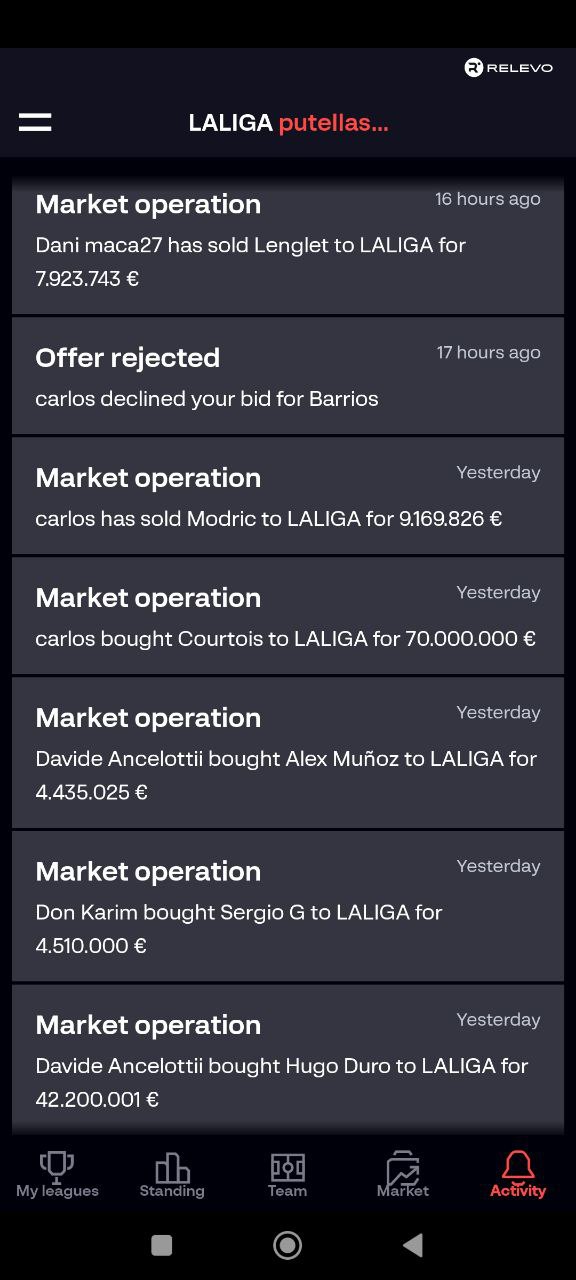 RELEVO
LALIGA putellas...
Market operation
16 hours ago
Dani maca27 has sold Lenglet to LALIGA for
7.923.743 €
Offer rejected
17 hours ago
carlos declined your bid for Barrios
Market operation
Yesterday
carlos has sold Modric to LALIGA for 9.169.826 €
Market operation
Yesterday
carlos bought Courtois to LALIGA for 70.000.000 €
Market operation
Yesterday
Davide Ancelottii bought Alex Muñoz to LALIGA for
4.435.025 €
Market operation
Yesterday
Don Karim bought Sergio G to LALIGA for
4.510.000 €
Market operation
Yesterday
Davide Ancelottii bought Hugo Duro to LALIGA for
42.200.001 €
My leagues
Standing
Team
Market
Activity